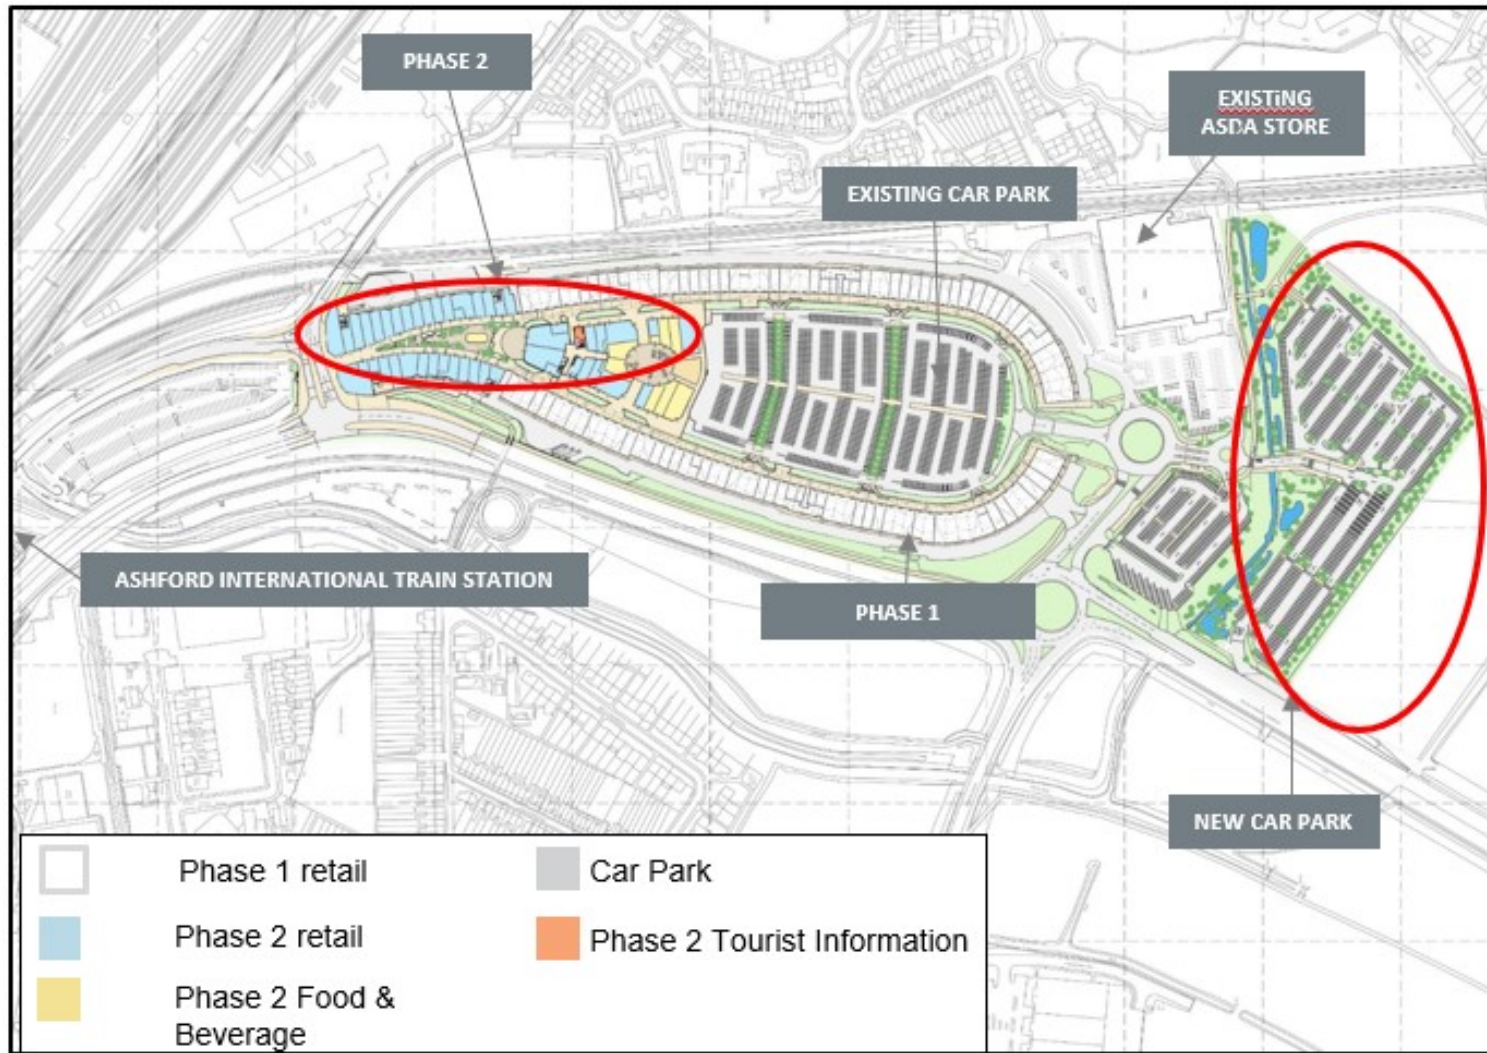 PHASE 2
EXISTiNG
ASDA STORE
EXISTING CAR PARK
ASHFORD INTERNATIONAL TRAIN STATION
PHASE 1
NEW CAR PARK
Phase 1 retail
Car Park
Phase 2 retail
Phase 2 Tourist Information
Phase 2 Food &
Beverage